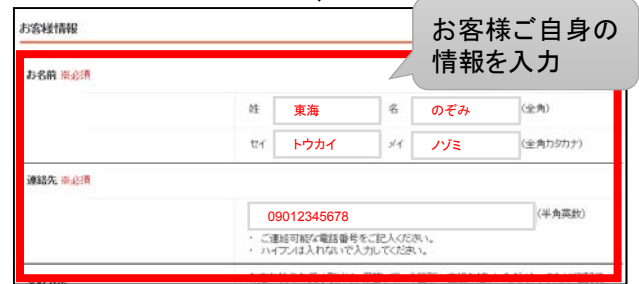 お客様情報
お客様ご自身の
情報を入力
お名前 ※必須
姓 東海 名 のぞみ (全角)
セイ トウカイ メイ ノゾミ (全角カタカナ)
連絡先 ※必須
09012345678 (半角英数)
・ ご連絡可能な電話番号をご記入ください。
・ ハイフンは入れないで入力してください。